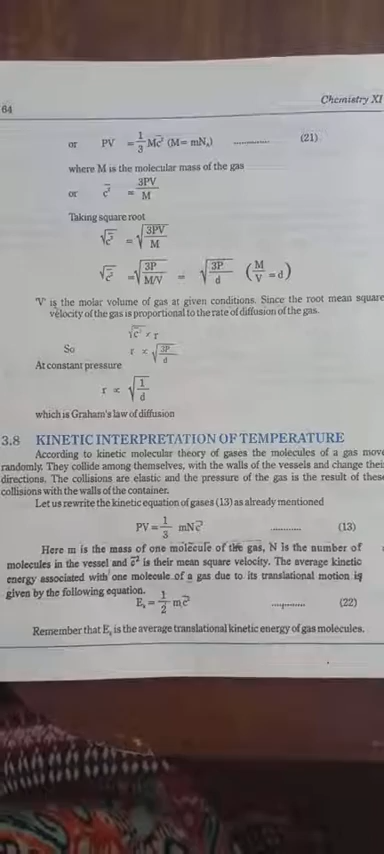 64
Chemistry XI
or PV = 1/3 Mc̄² (M= mNₐ) .............. (21)
where M is the molecular mass of the gas
or c̄² = 3PV/M
Taking square root
√c̄² = √(3PV/M)
√c̄² = √(3P/(M/V)) = √(3P/d) (M/V = d)
'V' is the molar volume of gas at given conditions. Since the root mean square
velocity of the gas is proportional to the rate of diffusion of the gas.
√c̄² ∝ r
So r ∝ √(3P/d)
At constant pressure
r ∝ √(1/d)
which is Graham's law of diffusion
3.8 KINETIC INTERPRETATION OF TEMPERATURE
According to kinetic molecular theory of gases the molecules of a gas move
randomly. They collide among themselves, with the walls of the vessels and change their
directions. The collisions are elastic and the pressure of the gas is the result of these
collisions with the walls of the container.
Let us rewrite the kinetic equation of gases (13) as already mentioned
PV = 1/3 mNc̄² ............ (13)
Here m is the mass of one molecule of the gas, N is the number of
molecules in the vessel and c̄² is their mean square velocity. The average kinetic
energy associated with one molecule of a gas due to its translational motion is
given by the following equation.
Eₖ = 1/2 mc̄² ............ (22)
Remember that Eₖ is the average translational kinetic energy of gas molecules.